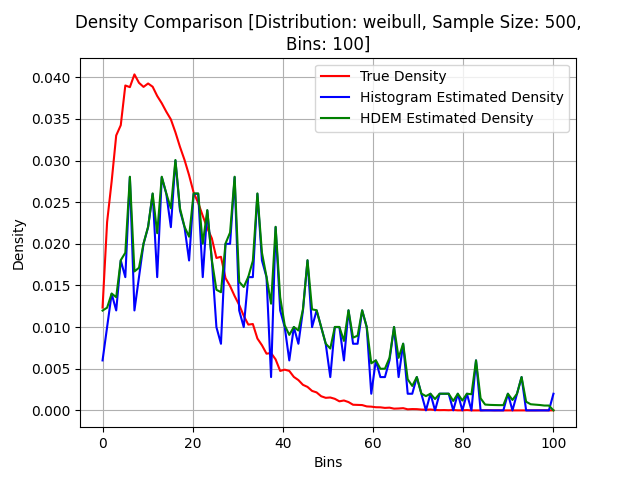 Density Comparison [Distribution: weibull, Sample Size: 500,
Bins: 100]
True Density
Histogram Estimated Density
HDEM Estimated Density
Density
0.040
0.035
0.030
0.025
0.020
0.015
0.010
0.005
0.000
0 20 40 60 80 100
Bins